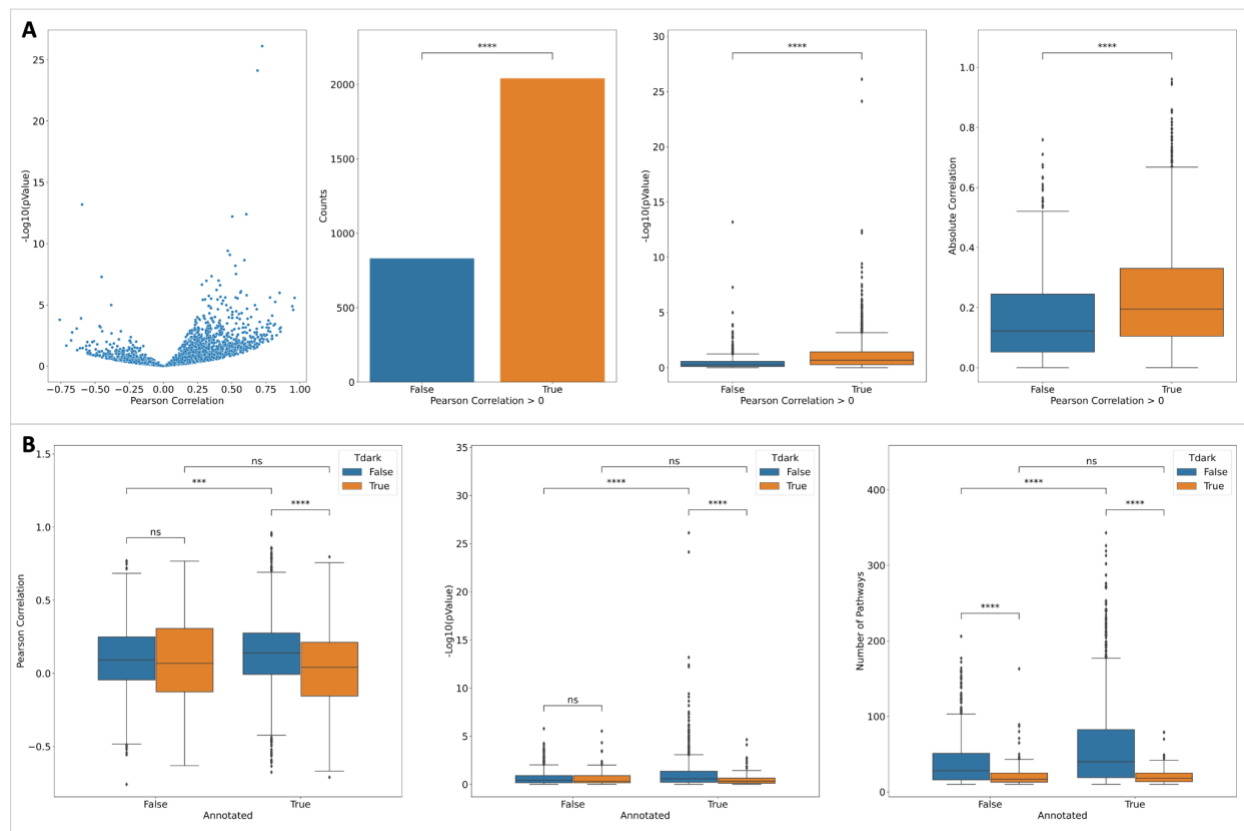 A
-Log10(pValue)
25
20
15
10
5
0
−0.75 −0.50 −0.25 0.00 0.25 0.50 0.75 1.00
Pearson Correlation
****
Counts
2000
1500
1000
500
0
False True
Pearson Correlation > 0
****
-Log10(pValue)
30
25
20
15
10
5
0
False True
Pearson Correlation > 0
****
Absolute Correlation
1.0
0.8
0.6
0.4
0.2
0.0
False True
Pearson Correlation > 0
B
Tdark
False
True
ns
***
****
ns
Pearson Correlation
1.5
1.0
0.5
0.0
−0.5
False True
Annotated
Tdark
False
True
ns
****
****
ns
-Log10(pValue)
35
30
25
20
15
10
5
0
False True
Annotated
Tdark
False
True
ns
****
****
****
Number of Pathways
400
300
200
100
0
False True
Annotated